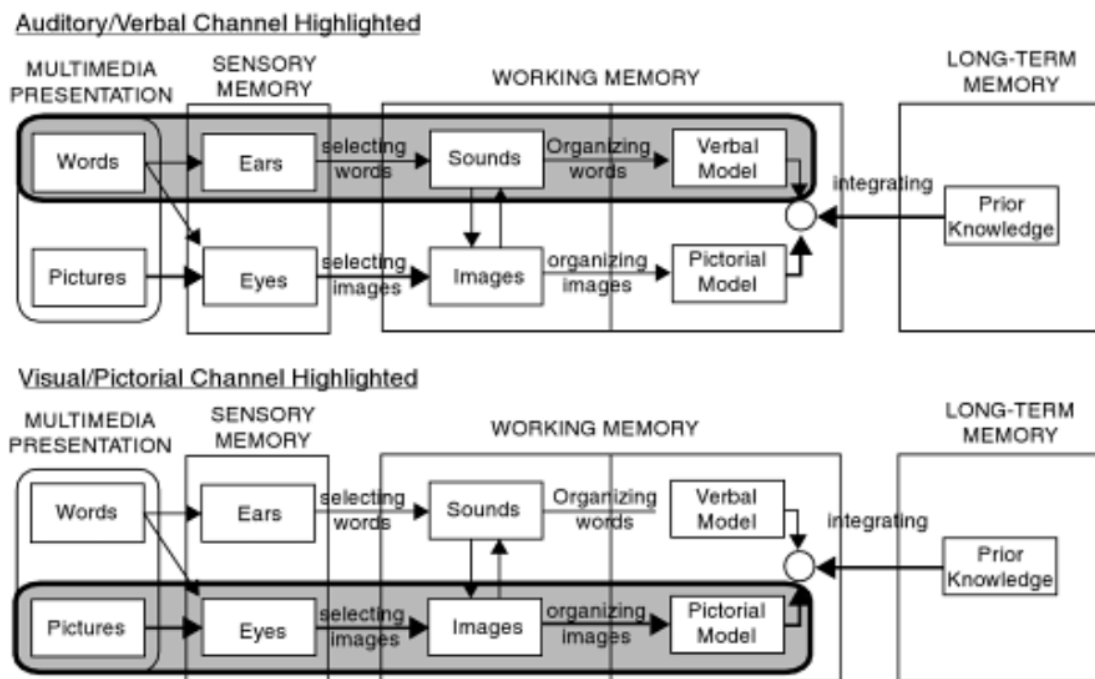 Auditory/Verbal Channel Highlighted
MULTIMEDIA
PRESENTATION
SENSORY
MEMORY
WORKING MEMORY
LONG-TERM
MEMORY
Words
Ears
selecting
words
Sounds
Organizing
words
Verbal
Model
integrating
Prior
Knowledge
Pictures
Eyes
selecting
images
Images
organizing
images
Pictorial
Model
Visual/Pictorial Channel Highlighted
MULTIMEDIA
PRESENTATION
SENSORY
MEMORY
WORKING MEMORY
LONG-TERM
MEMORY
Words
Ears
selecting
words
Sounds
Organizing
words
Verbal
Model
integrating
Prior
Knowledge
Pictures
Eyes
selecting
images
Images
organizing
images
Pictorial
Model